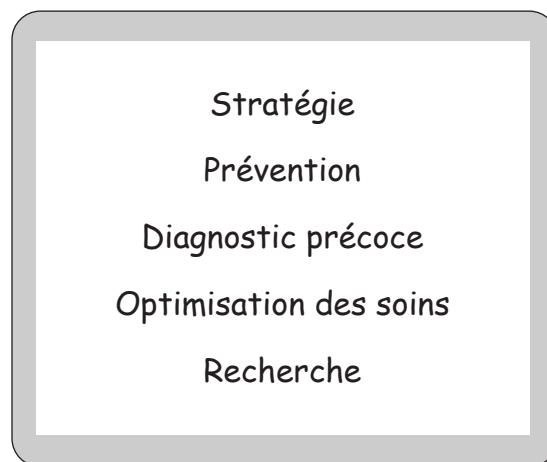 Stratégie
Prévention
Diagnostic précoce
Optimisation des soins
Recherche